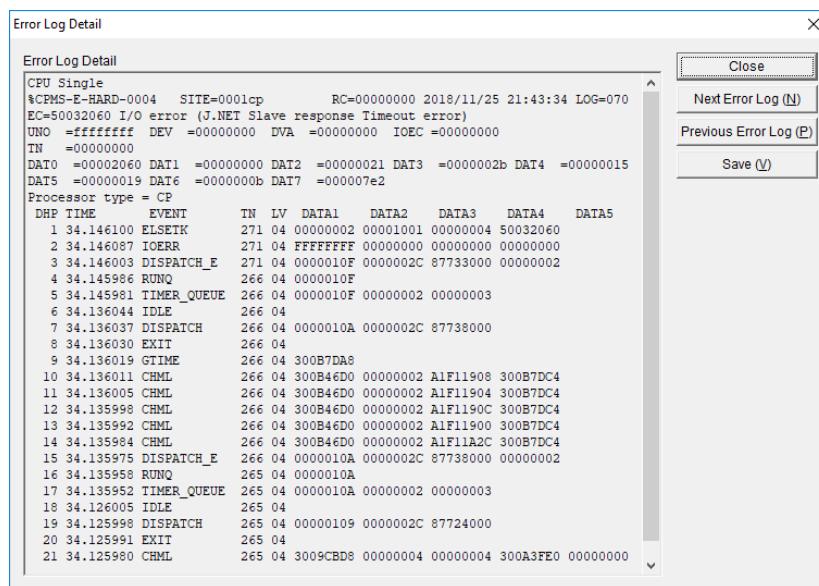 Error Log Detail
Error Log Detail
Close
Next Error Log (N)
Previous Error Log (P)
Save (V)
CPU Single
%CPMS-E-HARD-0004 SITE=0001cp RC=00000000 2018/11/25 21:43:34 LOG=070
EC=50032060 I/O error (J.NET Slave response Timeout error)
UNO =ffffffff DEV =00000000 DVA =00000000 IOEC =00000000
TN =00000000
DAT0 =00002060 DAT1 =00000000 DAT2 =00000021 DAT3 =0000002b DAT4 =00000015
DAT5 =00000019 DAT6 =0000000b DAT7 =000007e2
Processor type = CP
DHP TIME EVENT TN LV DATA1 DATA2 DATA3 DATA4 DATA5
1 34.146100 ELSETK 271 04 00000002 00001001 00000004 50032060
2 34.146087 IOERR 271 04 FFFFFFFF 00000000 00000000 00000000
3 34.146003 DISPATCH_E 271 04 0000010F 0000002C 87733000 00000002
4 34.145986 RUNQ 266 04 0000010F
5 34.145981 TIMER_QUEUE 266 04 0000010F 00000002 00000003
6 34.136044 IDLE 266 04
7 34.136037 DISPATCH 266 04 0000010A 0000002C 87738000
8 34.136030 EXIT 266 04
9 34.136019 GTIME 266 04 300B7DA8
10 34.136011 CHML 266 04 300B46D0 00000002 A1F11908 300B7DC4
11 34.136005 CHML 266 04 300B46D0 00000002 A1F11904 300B7DC4
12 34.135998 CHML 266 04 300B46D0 00000002 A1F1190C 300B7DC4
13 34.135992 CHML 266 04 300B46D0 00000002 A1F11900 300B7DC4
14 34.135984 CHML 266 04 300B46D0 00000002 A1F11A2C 300B7DC4
15 34.135975 DISPATCH_E 266 04 0000010A 0000002C 87738000 00000002
16 34.135958 RUNQ 265 04 0000010A
17 34.135952 TIMER_QUEUE 265 04 0000010A 00000002 00000003
18 34.126005 IDLE 265 04
19 34.125998 DISPATCH 265 04 00000109 0000002C 87724000
20 34.125991 EXIT 265 04
21 34.125980 CHML 265 04 3009CBD8 00000004 00000004 300A3FE0 00000000